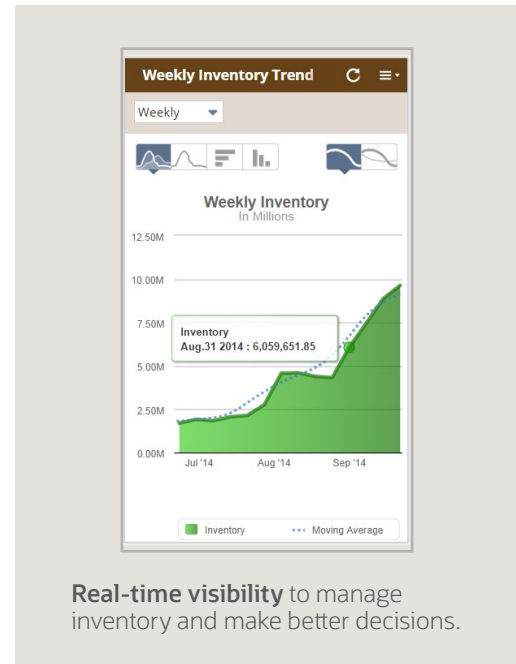 Weekly Inventory Trend
Weekly
Weekly Inventory
In Millions
12.50M
10.00M
7.50M
Inventory
Aug.31 2014 : 6,059,651.85
5.00M
2.50M
0.00M
Jul '14 Aug '14 Sep '14
Inventory Moving Average
Real-time visibility to manage
inventory and make better decisions.